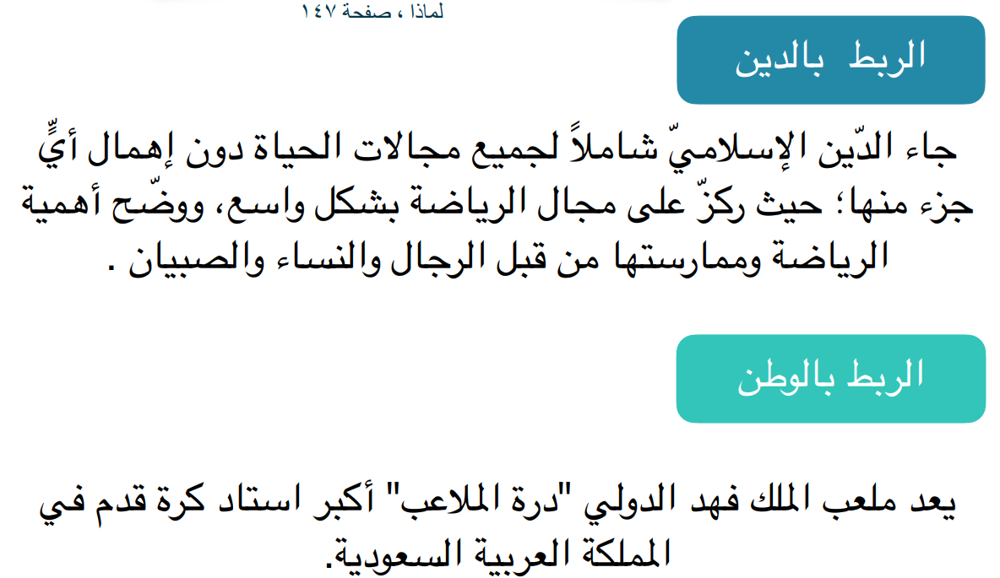 لماذا ، صفحة ١٤٧
الربط بالدين
جاء الدّين الإسلاميّ شاملاً لجميع مجالات الحياة دون إهمال أيٍّ
جزء منها؛ حيث ركزّ على مجال الرياضة بشكل واسع، ووضّح أهمية
الرياضة وممارستها من قبل الرجال والنساء والصبيان .
الربط بالوطن
يعد ملعب الملك فهد الدولي "درة الملاعب" أكبر استاد كرة قدم في
المملكة العربية السعودية.